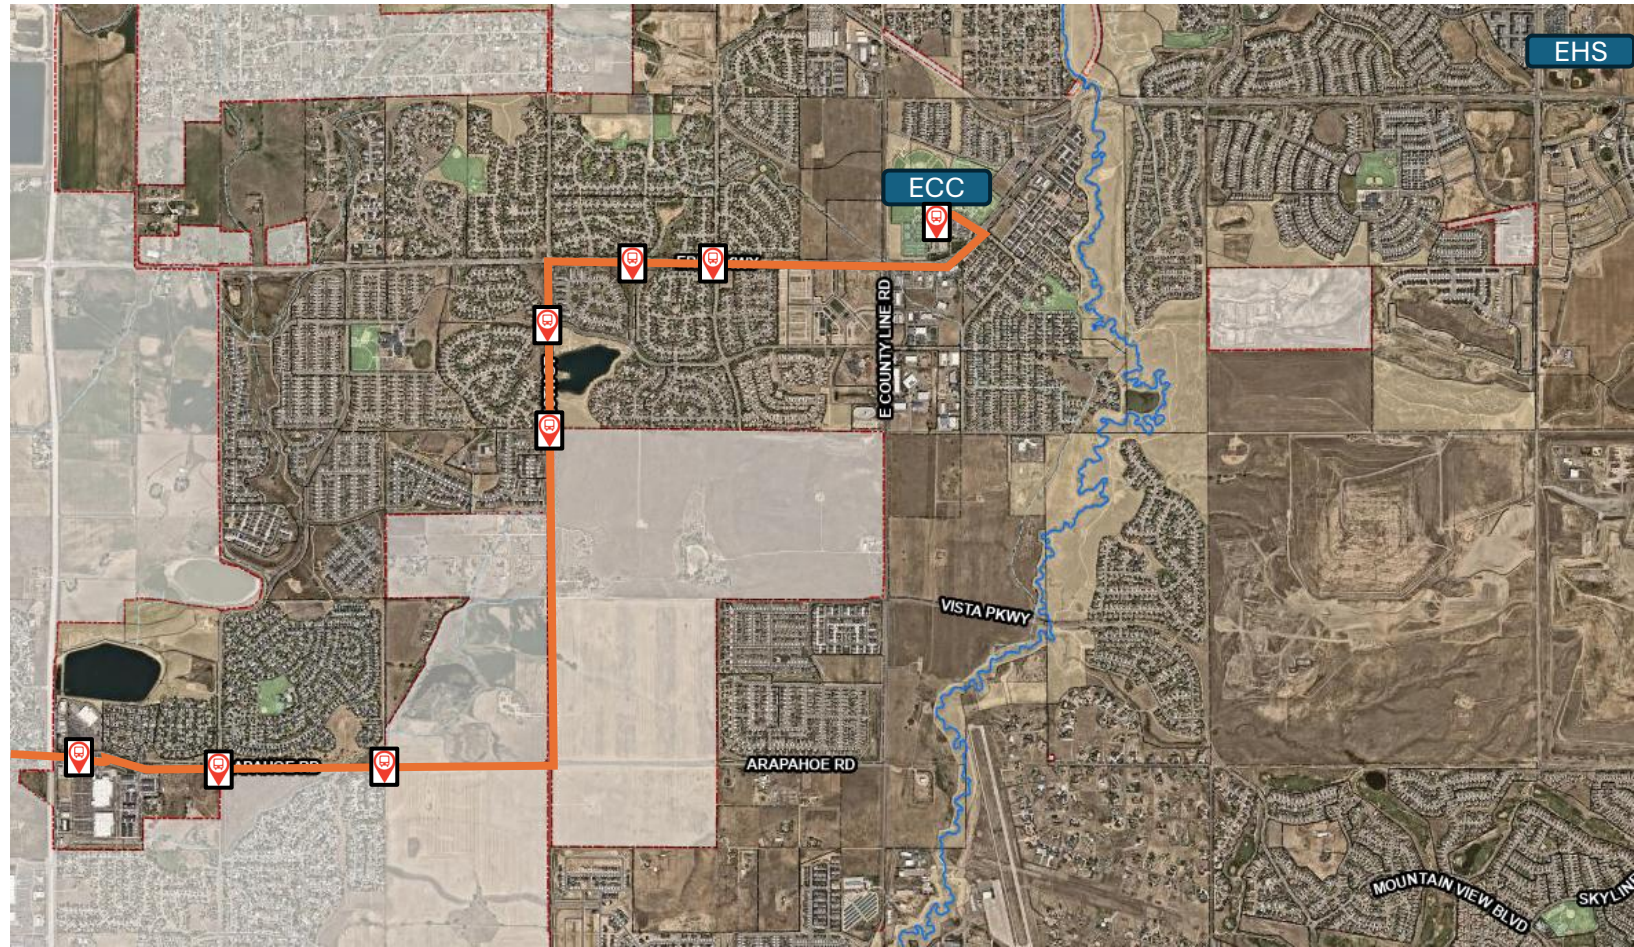 EHS
ECC
E COUNTY LINE RD
VISTA PKWY
ARAPAHOE RD
MOUNTAIN VIEW BLVD